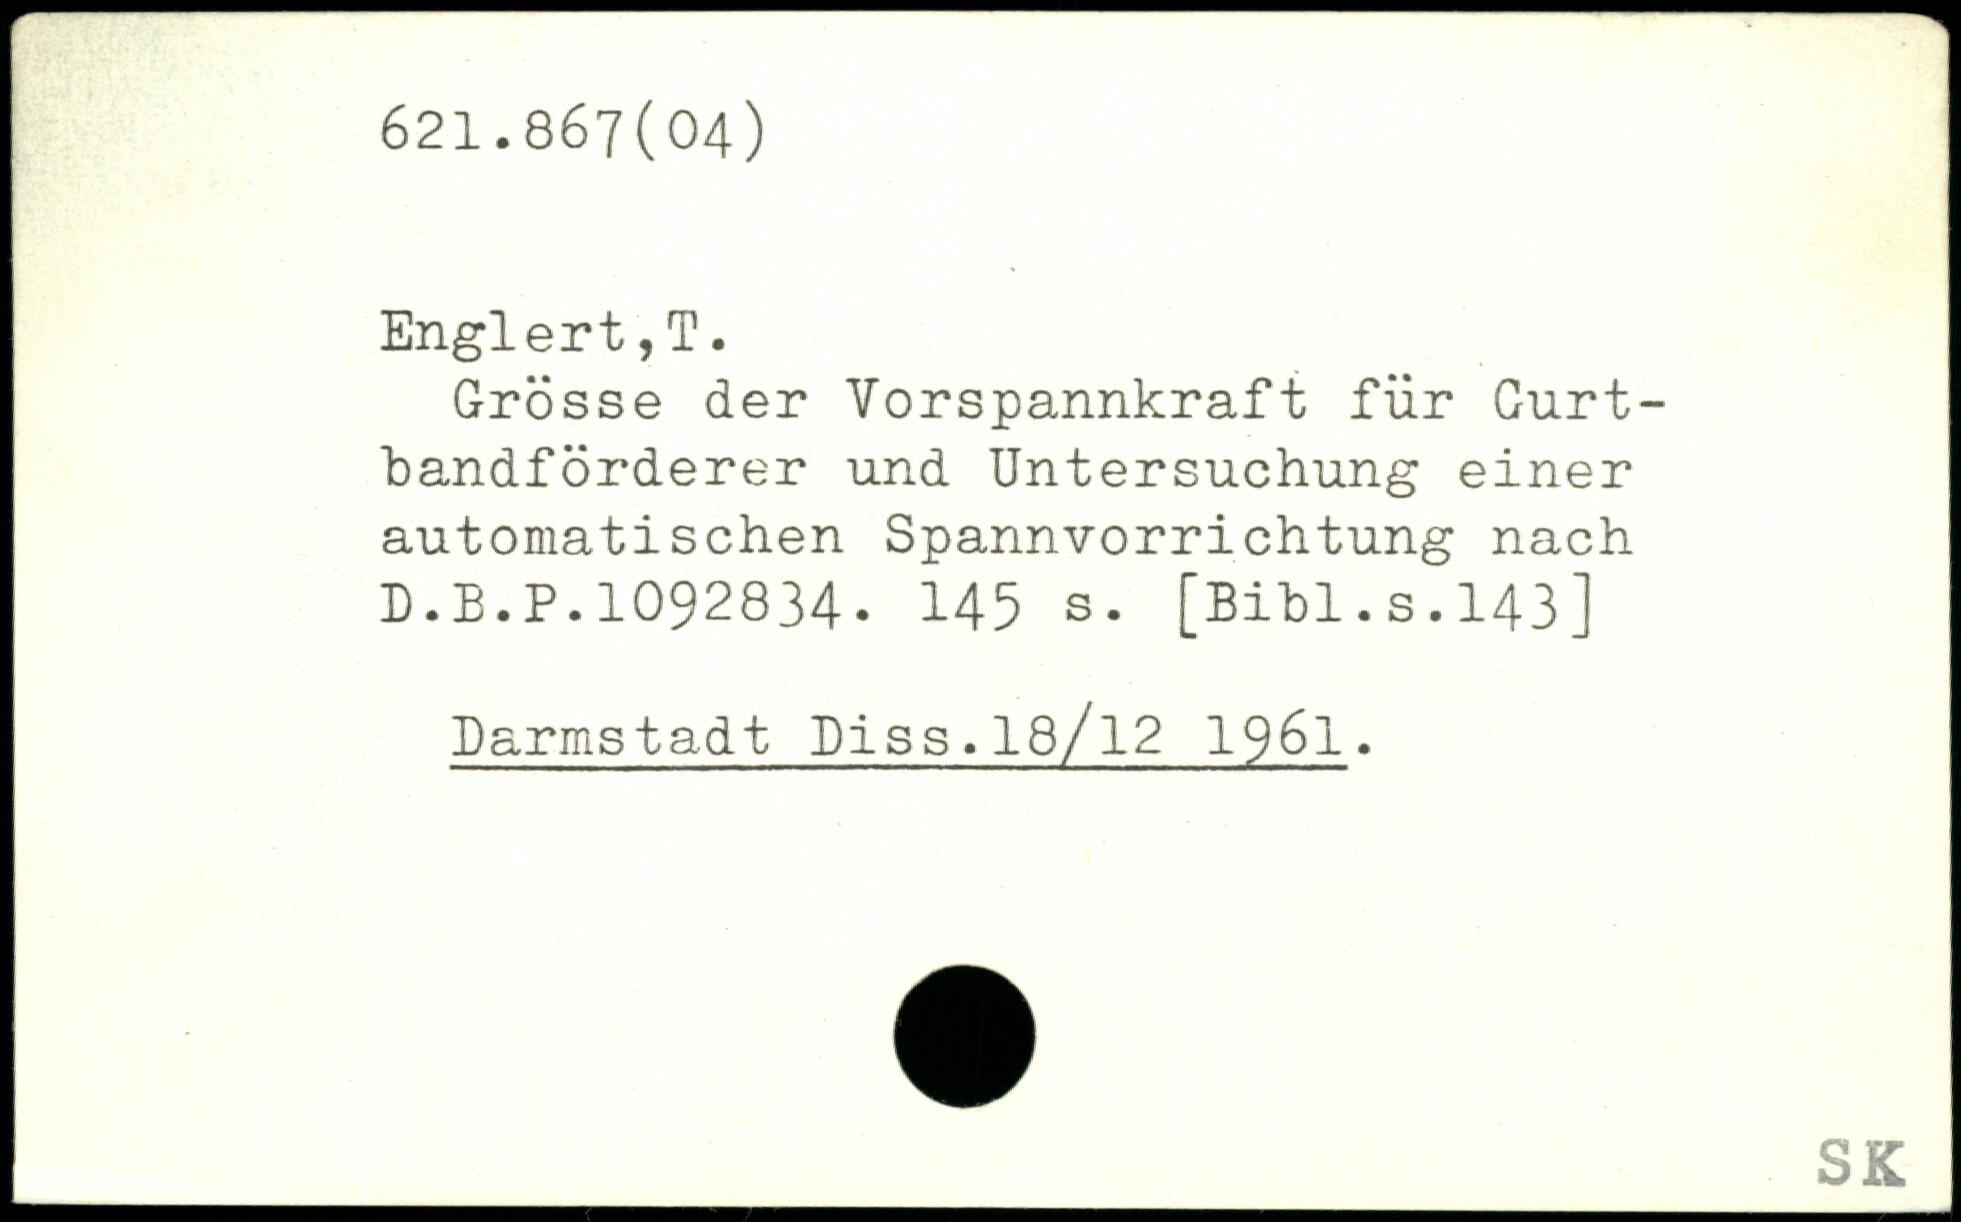 621.867(04)
Englert,T.
Grösse der Vorspannkraft für Gurt-
bandförderer und Untersuchung einer
automatischen Spannvorrichtung nach
D.B.P.1092834. 145 s. [Bibl.s.143]
Darmstadt Diss.18/12 1961.
SK